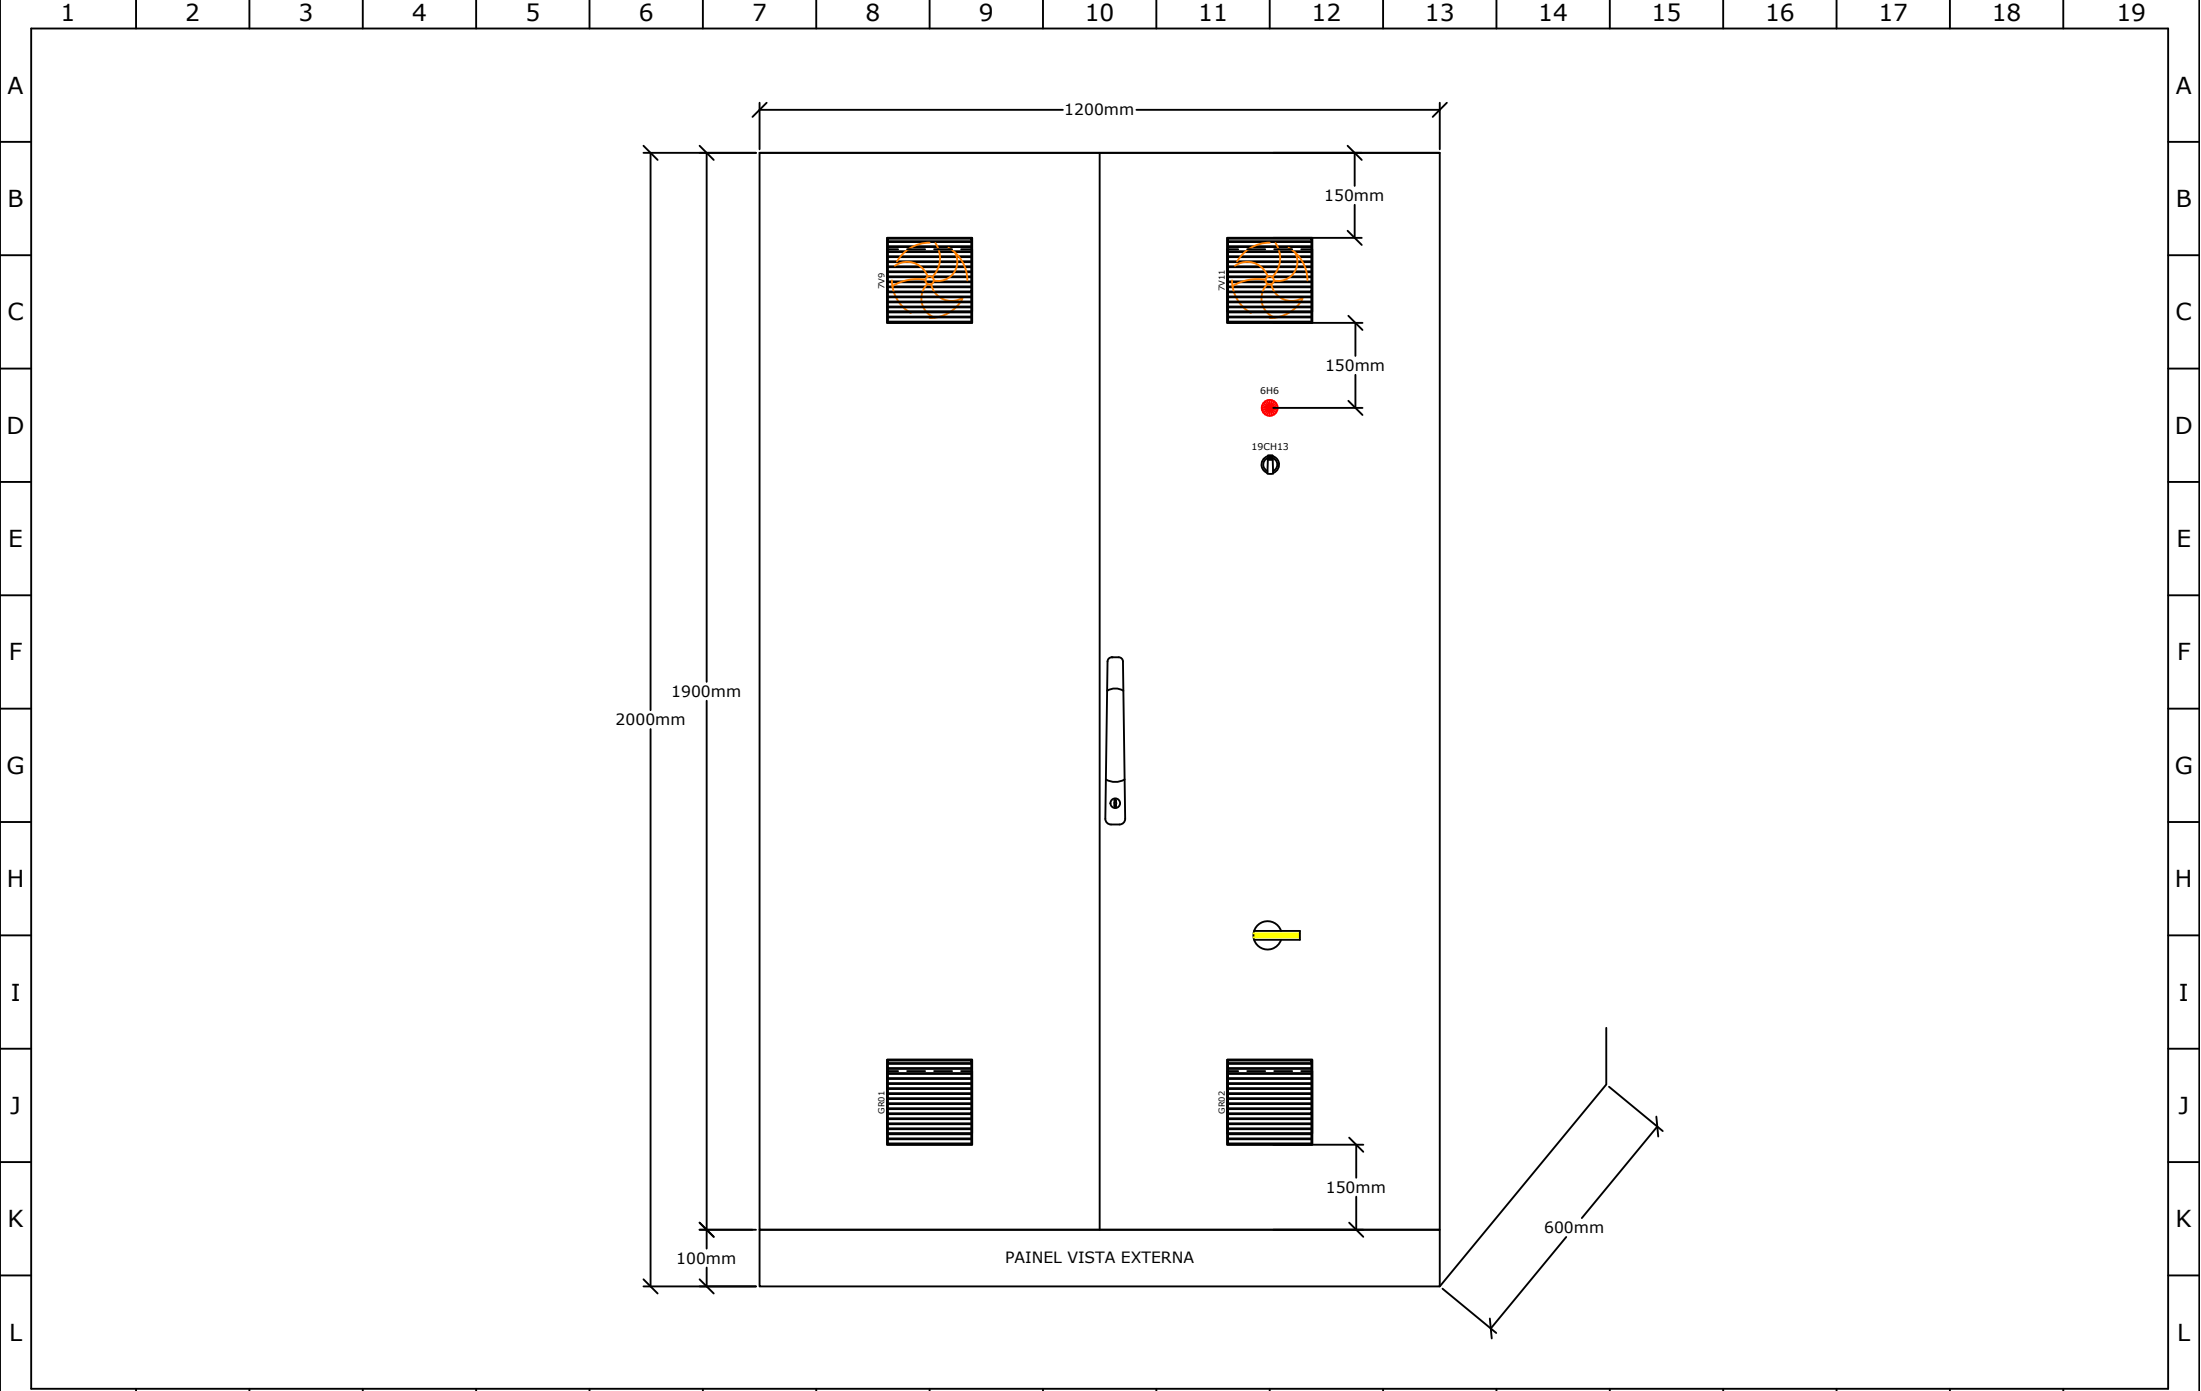 1 2 3 4 5 6 7 8 9 10 11 12 13 14 15 16 17 18 19
A A
1200mm
B 150mm B
7V9 7V11
C C
150mm
6H6
D D
19CH13
E E
F F
1900mm
2000mm
G G
H H
I I
GR01 GR02
J J
150mm
K K
600mm
100mm PAINEL VISTA EXTERNA
L L